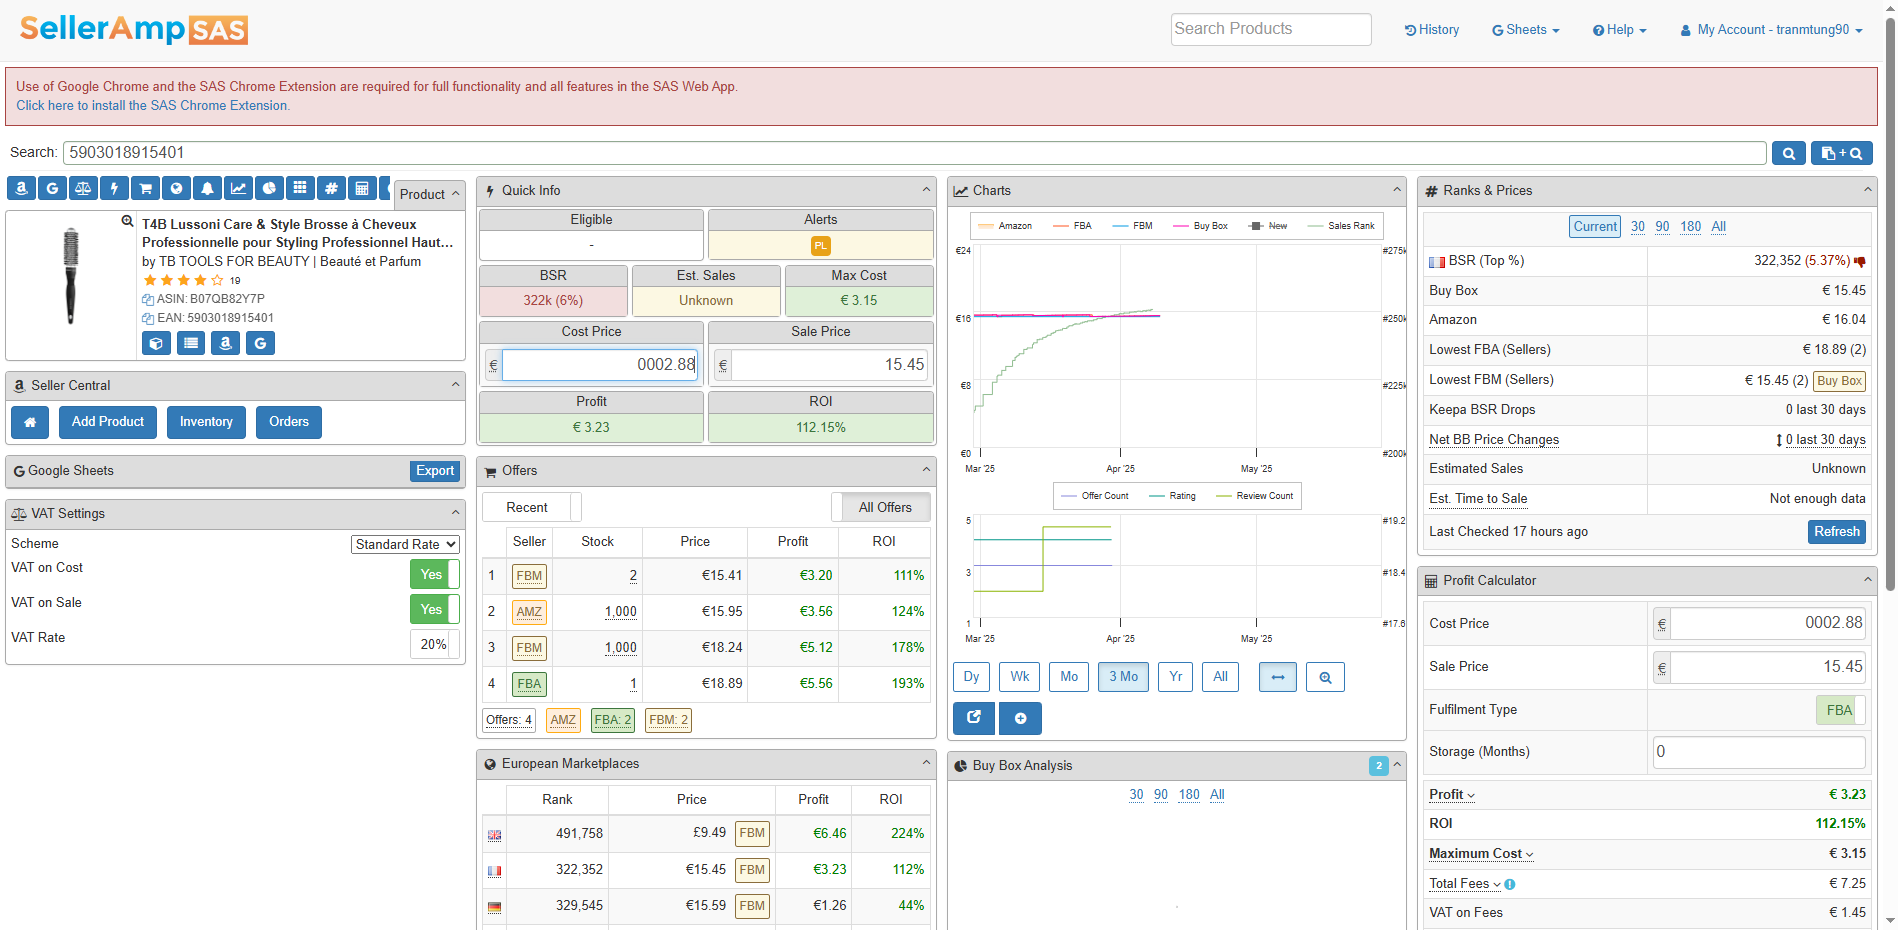 SellerAmp SAS
Search Products
History
Sheets
Help
My Account - tranmtung90
Use of Google Chrome and the SAS Chrome Extension are required for full functionality and all features in the SAS Web App.
Click here to install the SAS Chrome Extension.
Search: 5903018915401
Product
T4B Lussoni Care & Style Brosse à Cheveux
Professionnelle pour Styling Professionnel Haut...
by TB TOOLS FOR BEAUTY | Beauté et Parfum
19
ASIN: B07QB82Y7P
EAN: 5903018915401
Seller Central
Add Product Inventory Orders
Google Sheets Export
VAT Settings
Scheme Standard Rate
VAT on Cost Yes
VAT on Sale Yes
VAT Rate 20%
Quick Info
Eligible Alerts
- PL
BSR Est. Sales Max Cost
322k (6%) Unknown € 3.15
Cost Price Sale Price
€ 0002.88 € 15.45
Profit ROI
€ 3.23 112.15%
Offers
Recent All Offers
Seller Stock Price Profit ROI
1 FBM 2 €15.41 €3.20 111%
2 AMZ 1,000 €15.95 €3.56 124%
3 FBM 1,000 €18.24 €5.12 178%
4 FBA 1 €18.89 €5.56 193%
Offers: 4 AMZ FBA: 2 FBM: 2
European Marketplaces
Rank Price Profit ROI
491,758 £9.49 FBM €6.46 224%
322,352 €15.45 FBM €3.23 112%
329,545 €15.59 FBM €1.26 44%
Charts
Amazon FBA FBM Buy Box New Sales Rank
€24 #275k
€16 #250k
€8 #225k
€0 #200k
Mar '25 Apr '25 May '25
Offer Count Rating Review Count
5 #19.2
3 #18.4
1 #17.6
Mar '25 Apr '25 May '25
Dy Wk Mo 3 Mo Yr All
Buy Box Analysis 2
30 90 180 All
Ranks & Prices
Current 30 90 180 All
BSR (Top %) 322,352 (5.37%)
Buy Box € 15.45
Amazon € 16.04
Lowest FBA (Sellers) € 18.89 (2)
Lowest FBM (Sellers) € 15.45 (2) Buy Box
Keepa BSR Drops 0 last 30 days
Net BB Price Changes 0 last 30 days
Estimated Sales Unknown
Est. Time to Sale Not enough data
Last Checked 17 hours ago Refresh
Profit Calculator
Cost Price € 0002.88
Sale Price € 15.45
Fulfilment Type FBA
Storage (Months) 0
Profit € 3.23
ROI 112.15%
Maximum Cost € 3.15
Total Fees € 7.25
VAT on Fees € 1.45